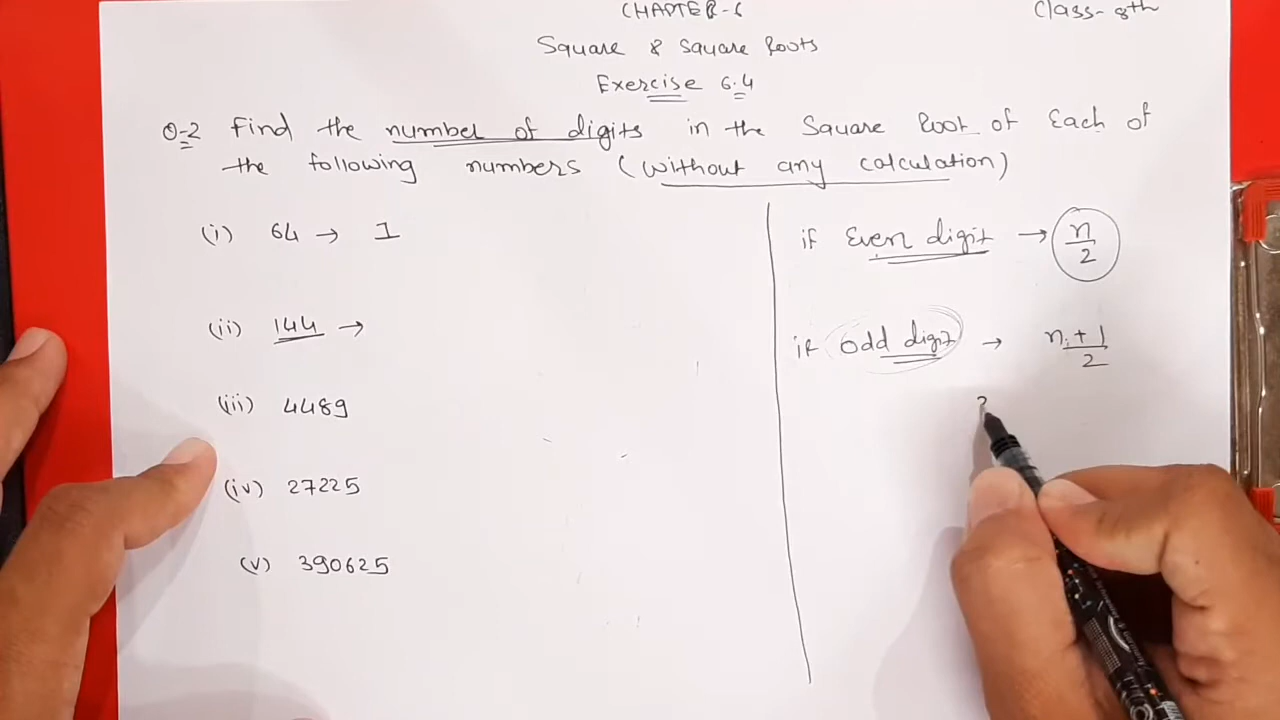 CHAPTER-6
Class-8th
Square & Square Roots
Exercise 6.4
Q-2 Find the number of digits in the Square Root of Each of
the following numbers (without any calculation)
(i) 64 → 1
(ii) 144 →
(iii) 4489
(iv) 27225
(v) 390625
if Even digit → n/2
if Odd digit → n+1/2